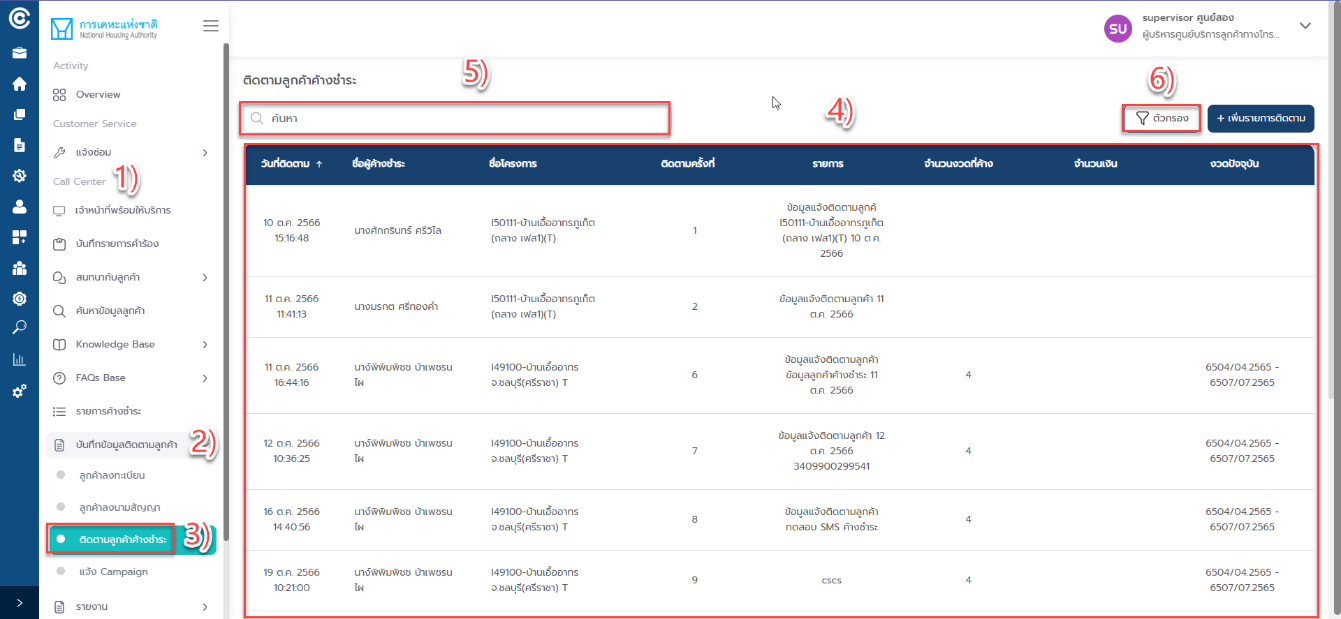 การเคหะแห่งชาติ
National Housing Authority
supervisor ศูนย์สอง
ผู้บริหารศูนย์บริการลูกค้าทางโทร...
SU
Activity
Overview
Customer Service
แจ้งซ่อม
Call Center
1)
เจ้าหน้าที่พร้อมให้บริการ
บันทึกรายการคำร้อง
สนทนากับลูกค้า
ค้นหาข้อมูลลูกค้า
Knowledge Base
FAQs Base
รายการค้างชำระ
บันทึกข้อมูลติดตามลูกค้า
2)
ลูกค้าลงทะเบียน
ลูกค้าลงนามสัญญา
ติดตามลูกค้าค้างชำระ
3)
แจ้ง Campaign
รายงาน
ติดตามลูกค้าค้างชำระ
5)
ค้นหา
4)
6)
ตัวกรอง
+ เพิ่มรายการติดตาม
วันที่ติดตาม ↑ ชื่อผู้ค้างชำระ ชื่อโครงการ ติดตามครั้งที่ รายการ จำนวนงวดที่ค้าง จำนวนเงิน งวดปัจจุบัน
10 ต.ค. 2566
15:16:48
นางศักกรินทร์ ศรีวิไล
I50111-บ้านเอื้ออาทรภูเก็ต
(ถลาง เฟส1)(T)
1
ข้อมูลแจ้งติดตามลูกค้
I50111-บ้านเอื้ออาทรภูเก็ต
(ถลาง เฟส1)(T) 10 ต.ค.
2566
11 ต.ค. 2566
11:41:13
นางมรกต ศรีทองคำ
I50111-บ้านเอื้ออาทรภูเก็ต
(ถลาง เฟส1)(T)
2
ข้อมูลแจ้งติดตามลูกค้า 11
ต.ค. 2566
11 ต.ค. 2566
16:44:16
นาง์พิพิมพิชช บ้าเพชรน
ไผ
I49100-บ้านเอื้ออาทร
จ.ชลบุรี(ศรีราชา) T
6
ข้อมูลแจ้งติดตามลูกค้า
ข้อมูลลูกค้าค้างชำระ 11
ต.ค. 2566
4
6504/04.2565 -
6507/07.2565
12 ต.ค. 2566
10:36:25
นาง์พิพิมพิชช บ้าเพชรน
ไผ
I49100-บ้านเอื้ออาทร
จ.ชลบุรี(ศรีราชา) T
7
ข้อมูลแจ้งติดตามลูกค้า 12
ต.ค. 2566
3409900299541
4
6504/04.2565 -
6507/07.2565
16 ต.ค. 2566
14:40:56
นาง์พิพิมพิชช บ้าเพชรน
ไผ
I49100-บ้านเอื้ออาทร
จ.ชลบุรี(ศรีราชา) T
8
ข้อมูลแจ้งติดตามลูกค้า
ทดสอบ SMS ค้างชำระ
4
6504/04.2565 -
6507/07.2565
19 ต.ค. 2566
10:21:00
นาง์พิพิมพิชช บ้าเพชรน
ไผ
I49100-บ้านเอื้ออาทร
จ.ชลบุรี(ศรีราชา) T
9
cscs
4
6504/04.2565 -
6507/07.2565